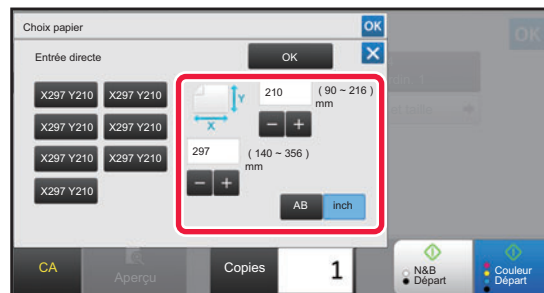 Choix papier
OK
OK
Entrée directe
OK
X297 Y210
X297 Y210
X297 Y210
X297 Y210
X297 Y210
X297 Y210
X297 Y210
Y
X
210
( 90 ~ 216 )
mm
297
( 140 ~ 356 )
mm
AB
inch
CA
Aperçu
Copies
1
N&B
Départ
Couleur
Départ